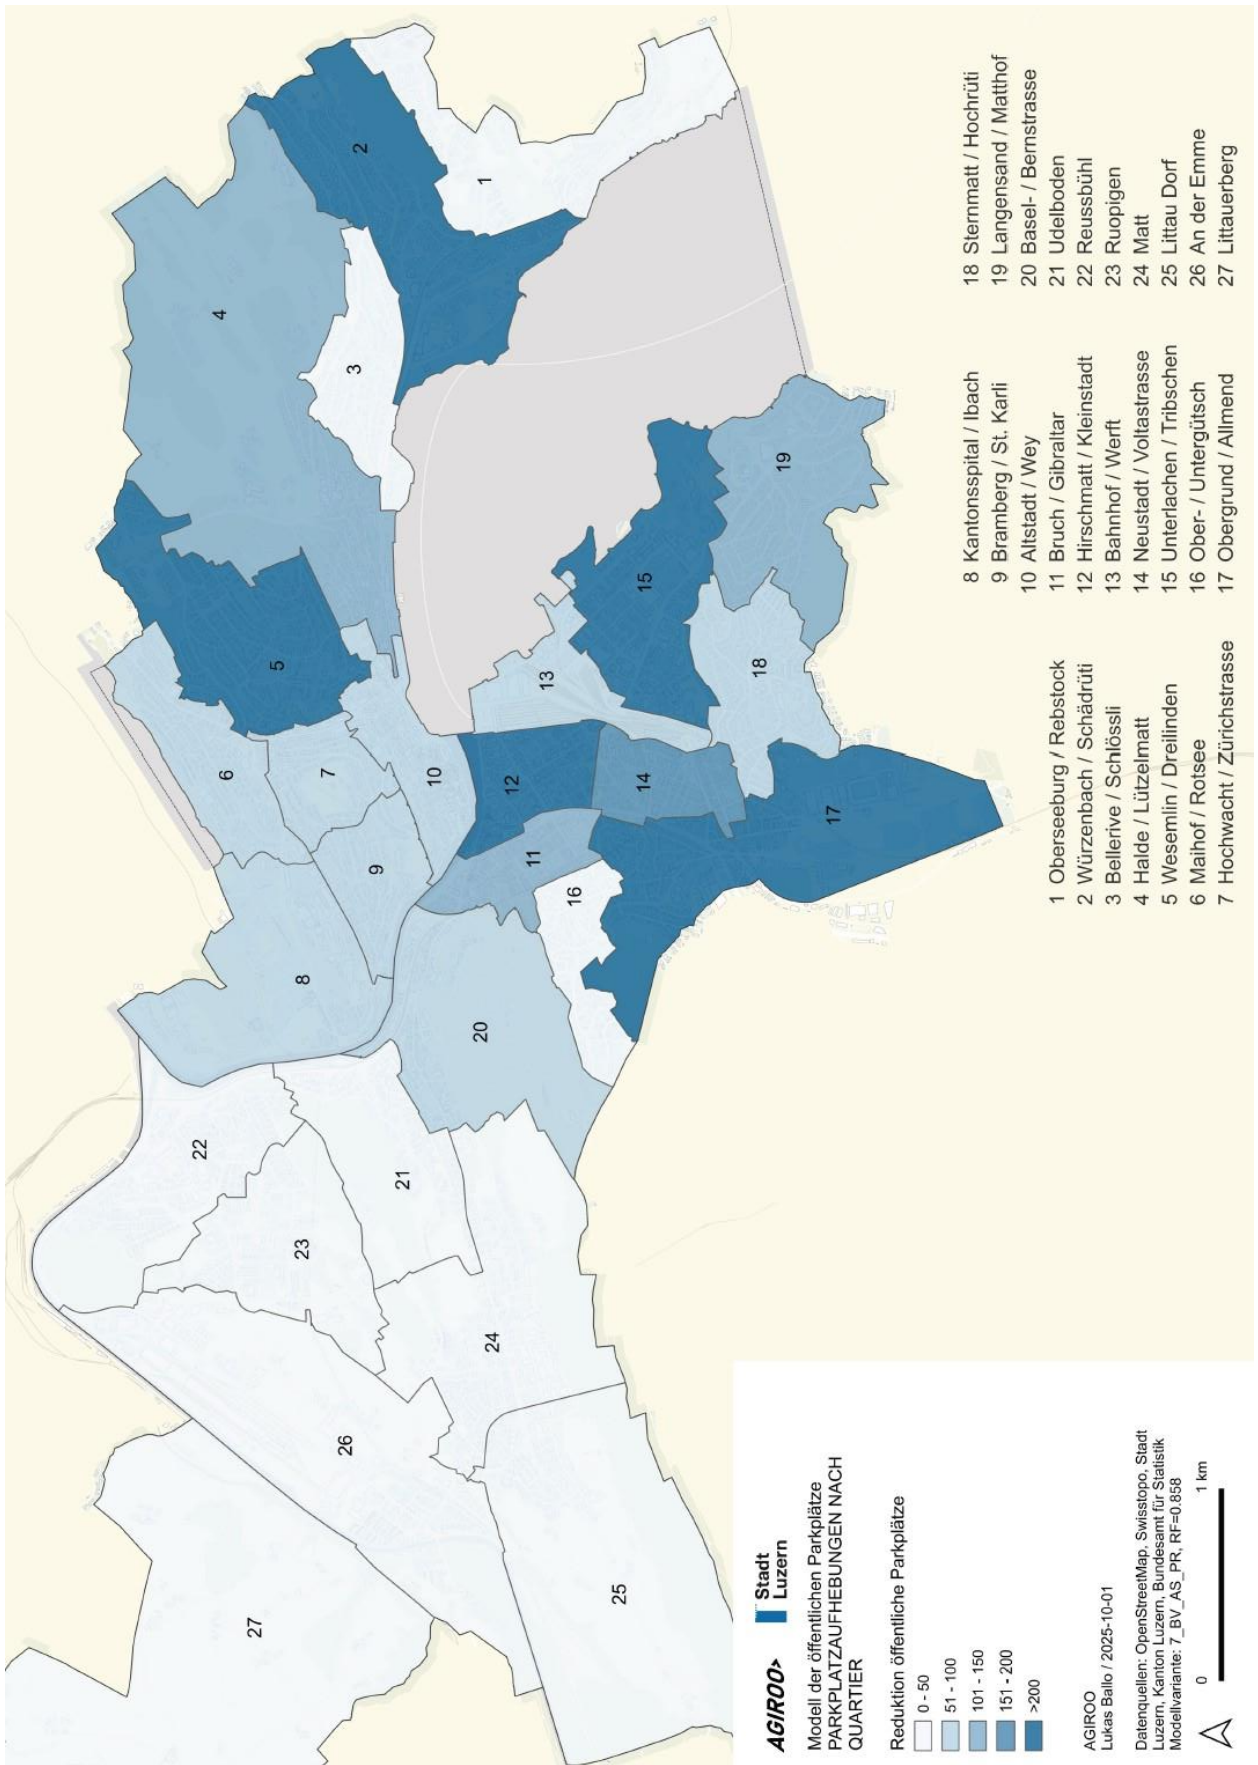 1
2
3
4
5
6
7
8
9
10
11
12
13
14
15
16
17
18
19
20
21
22
23
24
25
26
27
1 Oberseeburg / Rebstock
2 Würzenbach / Schädrüti
3 Bellerive / Schlössli
4 Halde / Lützelmatt
5 Wesemlin / Dreilinden
6 Maihof / Rotsee
7 Hochwacht / Zürichstrasse
8 Kantonsspital / Ibach
9 Bramberg / St. Karli
10 Altstadt / Wey
11 Bruch / Gibraltar
12 Hirschmatt / Kleinstadt
13 Bahnhof / Werft
14 Neustadt / Voltastrasse
15 Unterlachen / Tribschen
16 Ober- / Untergütsch
17 Obergrund / Allmend
18 Sternmatt / Hochrüti
19 Langensand / Matthof
20 Basel- / Bernstrasse
21 Udelboden
22 Reussbühl
23 Ruopigen
24 Matt
25 Littau Dorf
26 An der Emme
27 Littauerberg
AGIROO>
Stadt
Luzern
Modell der öffentlichen Parkplätze
PARKPLATZAUFHEBUNGEN NACH
QUARTIER
Reduktion öffentliche Parkplätze
0 - 50
51 - 100
101 - 150
151 - 200
>200
AGIROO
Lukas Ballo / 2025-10-01
Datenquellen: OpenStreetMap, Swisstopo, Stadt
Luzern, Kanton Luzern, Bundesamt für Statistik
Modellvariante: 7_BV_AS_PR, RF=0.858
0 1 km